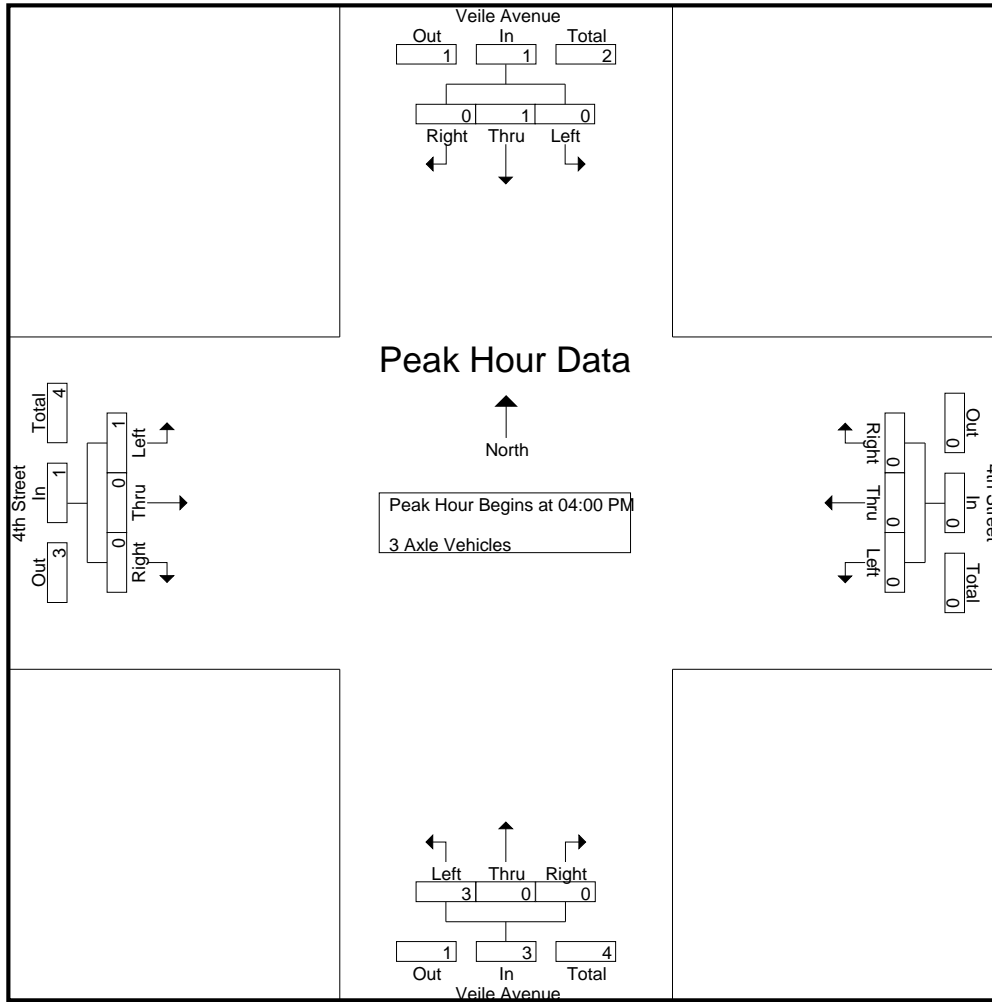 Veile Avenue
Out In Total
1 1 2
0 1 0
Right Thru Left
Peak Hour Data
North
Peak Hour Begins at 04:00 PM
3 Axle Vehicles
4th Street
Total In Out
4 1 3
1 0 0
Left Thru Right
4th Street
Out In Total
0 0 0
0 0 0
Right Thru Left
Left Thru Right
3 0 0
1 3 4
Out In Total
Veile Avenue